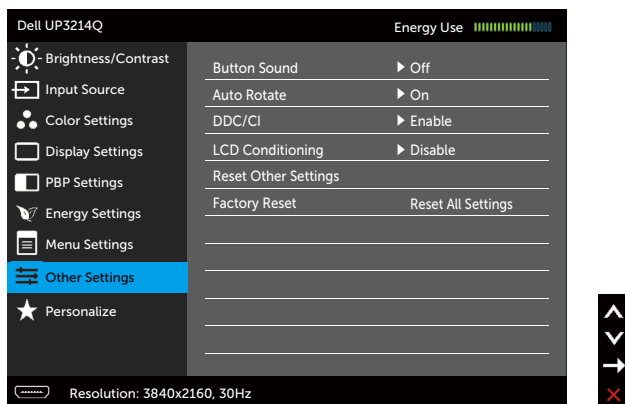 Dell UP3214Q
Energy Use
Brightness/Contrast
Input Source
Color Settings
Display Settings
PBP Settings
Energy Settings
Menu Settings
Other Settings
Personalize
Button Sound Off
Auto Rotate On
DDC/CI Enable
LCD Conditioning Disable
Reset Other Settings
Factory Reset Reset All Settings
Resolution: 3840x2160, 30Hz